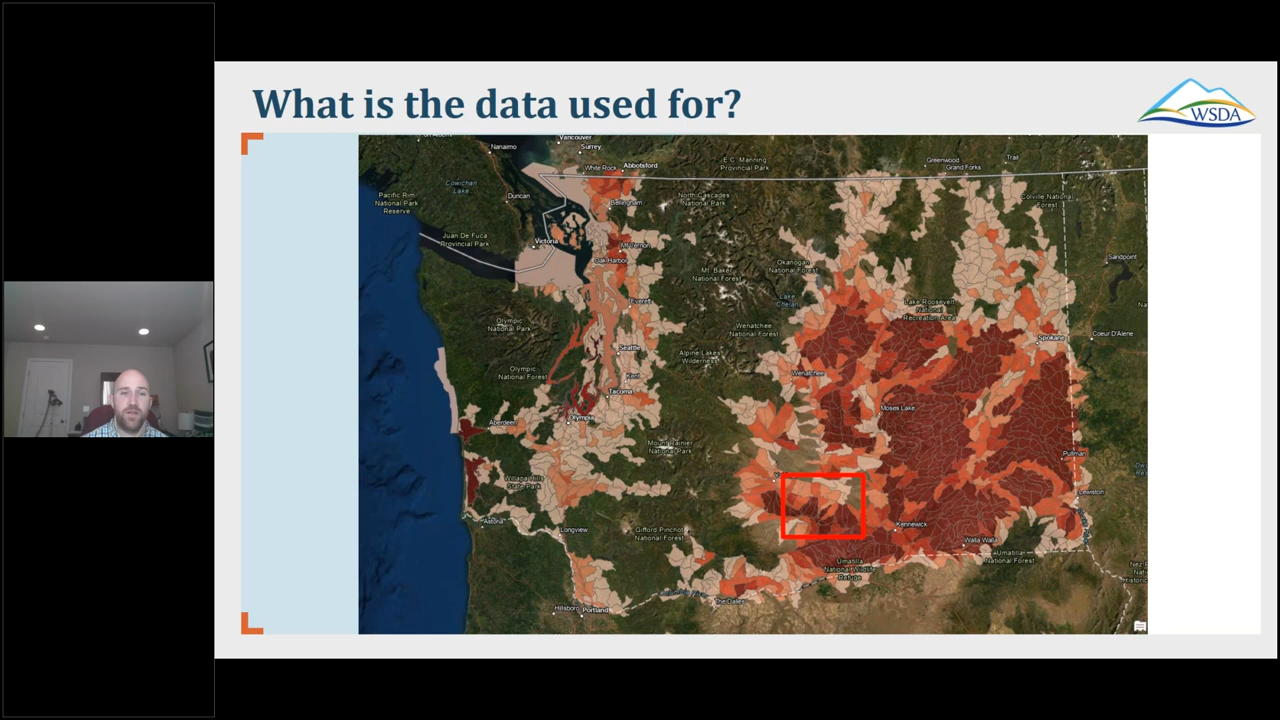 What is the data used for?
WSDA
Vancouver
Nanaimo
Surrey
White Rock
Abbotsford
E.C. Manning
Provincial Park
Greenwood
Grand Forks
Trail
Cowichan
Lake
Pacific Rim
National Park
Reserve
Duncan
Bellingham
North Cascades
National Park
Colville National
Forest
Juan De Fuca
Provincial Park
Victoria
Oak Harbor
Mt. Baker
National Forest
Okanogan
National Forest
Sandpoint
Lake
Chelan
Lake Roosevelt
National
Recreation Area
Olympic
National Park
Everett
Wenatchee
National Forest
Coeur D'Alene
Spokane
Seattle
Alpine Lakes
Wilderness
Olympic
National Forest
Kent
Wenatchee
Tacoma
Moses Lake
Olympia
Aberdeen
Mount Rainier
National Park
Pullman
Willapa Hills
State Park
Lewiston
Astoria
Longview
Gifford Pinchot
National Forest
Kennewick
Walla Walla
Umatilla
National Forest
Umatilla
National Wildlife
Refuge
The Dalles
Hillsboro
Portland